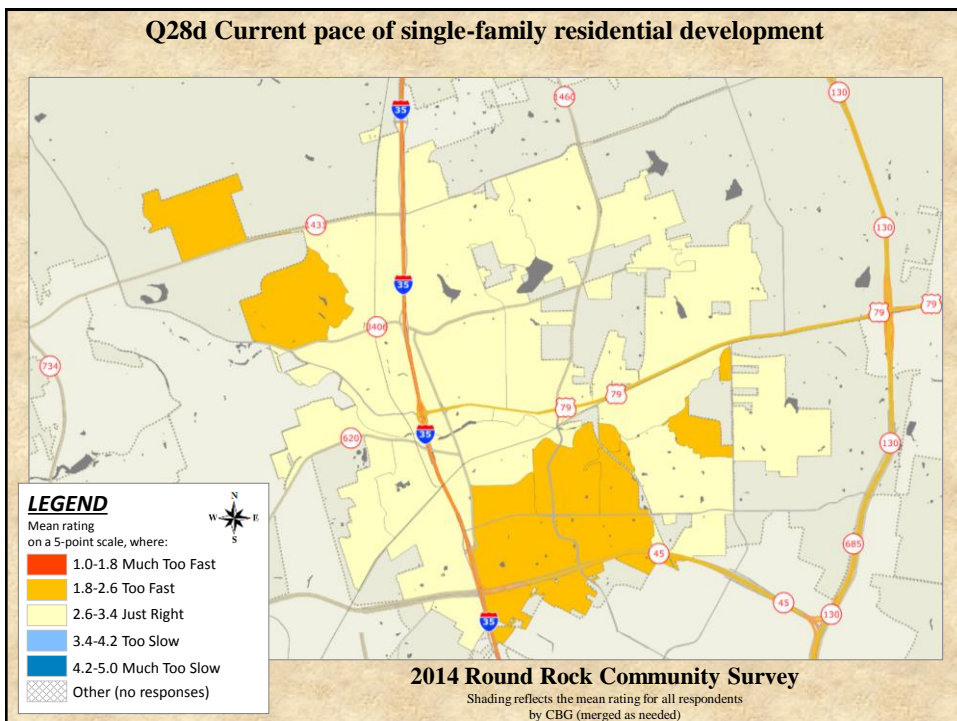 Q28d Current pace of single-family residential development
35
1460
130
1431
130
35
79
79
3406
734
79
79
620
35
130
45
685
45
130
35
LEGEND
Mean rating
on a 5-point scale, where:
N
W E
S
1.0-1.8 Much Too Fast
1.8-2.6 Too Fast
2.6-3.4 Just Right
3.4-4.2 Too Slow
4.2-5.0 Much Too Slow
Other (no responses)
2014 Round Rock Community Survey
Shading reflects the mean rating for all respondents
by CBG (merged as needed)